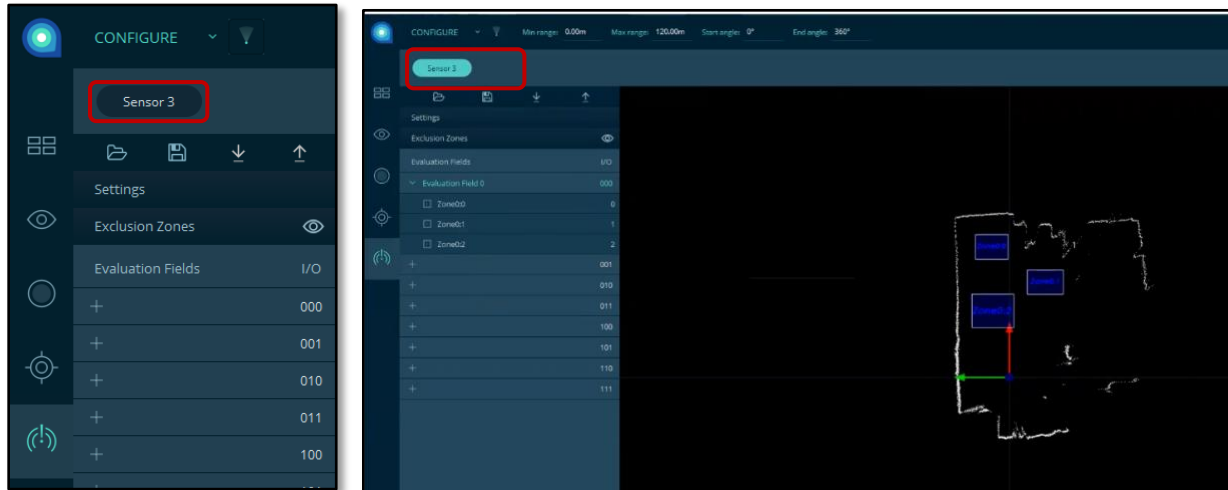 CONFIGURE
Sensor 3
Settings
Exclusion Zones
Evaluation Fields I/O
000
001
010
011
100
CONFIGURE Min range: 0.00m Max range: 120.00m Start angle: 0° End angle: 360°
Sensor 3
Settings
Exclusion Zones
Evaluation Fields I/O
Evaluation Field 0 000
Zone0:0 0
Zone0:1 1
Zone0:2 2
001
010
011
100
101
110
111
Zone0:0
Zone0:1
Zone0:2